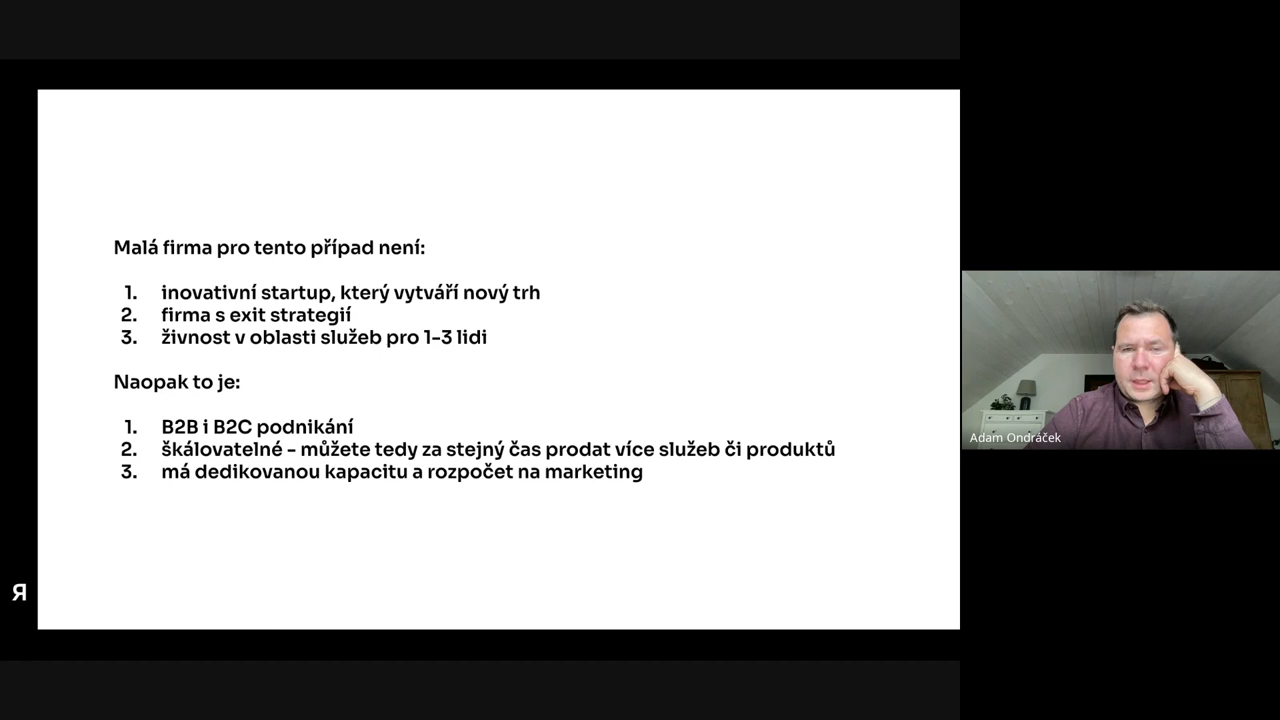 Malá firma pro tento případ není:
1. inovativní startup, který vytváří nový trh
2. firma s exit strategií
3. živnost v oblasti služeb pro 1-3 lidi
Naopak to je:
1. B2B i B2C podnikání
2. škálovatelné - můžete tedy za stejný čas prodat více služeb či produktů
3. má dedikovanou kapacitu a rozpočet na marketing
Я
Adam Ondráček